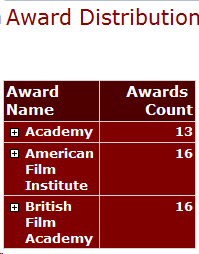 Award Distribution
Award Awards
Name Count
Academy 13
American 16
Film
Institute
British 16
Film
Academy